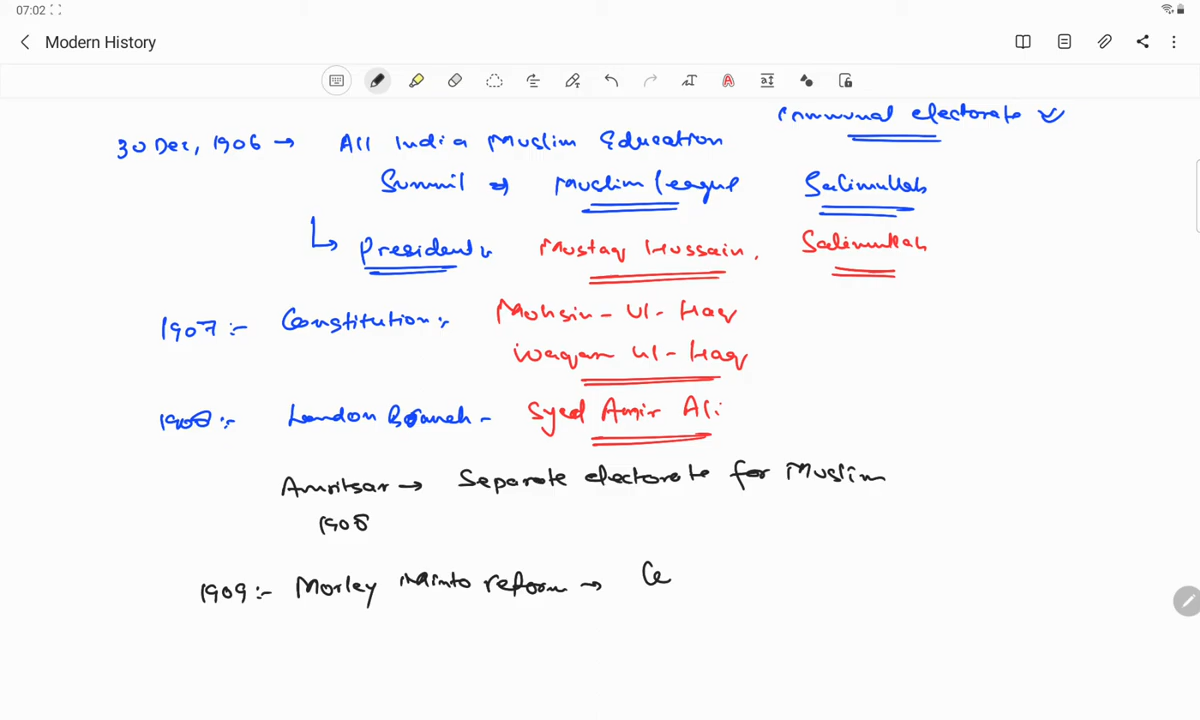 07:02
Modern History
Communal electorate
30 Dec, 1906 → All India Muslim Education
Summit → Muslim league Salimullah
↳ President Mustaq Hussain. Salimullah
1907 :- Constitution Mohsin - Ul - Haq
Waqar Ul - Haq
1908 :- London Branch - Syed Amir Ali
Amritsar → Separate electorate for Muslim
1908
1909 :- Morley Minto reform → Ce